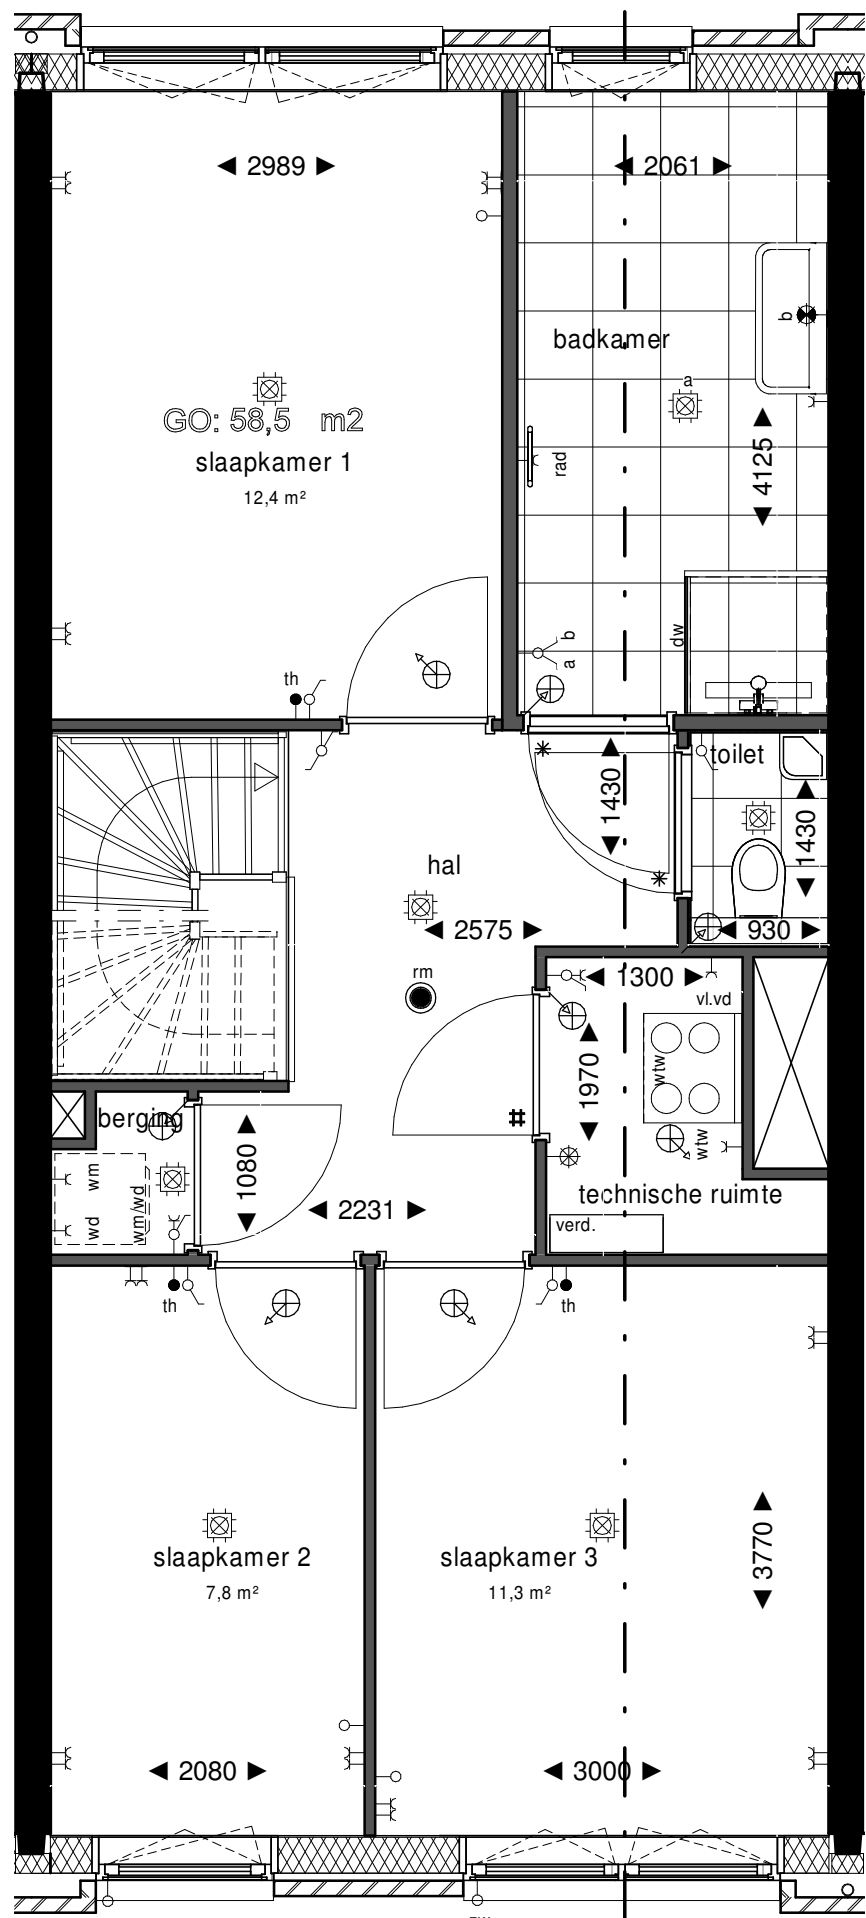 2989
2061
badkamer
b
a
GO: 58,5 m2
slaapkamer 1
12,4 m²
rad
4125
b
a
dw
th
toilet
1430
1430
hal
2575
930
rm
1300
vl.vd
wtw
1970
berging
wtw
1080
wm
wd
wm/wd
2231
technische ruimte
verd.
th
th
slaapkamer 2
7,8 m²
slaapkamer 3
11,3 m²
3770
2080
3000